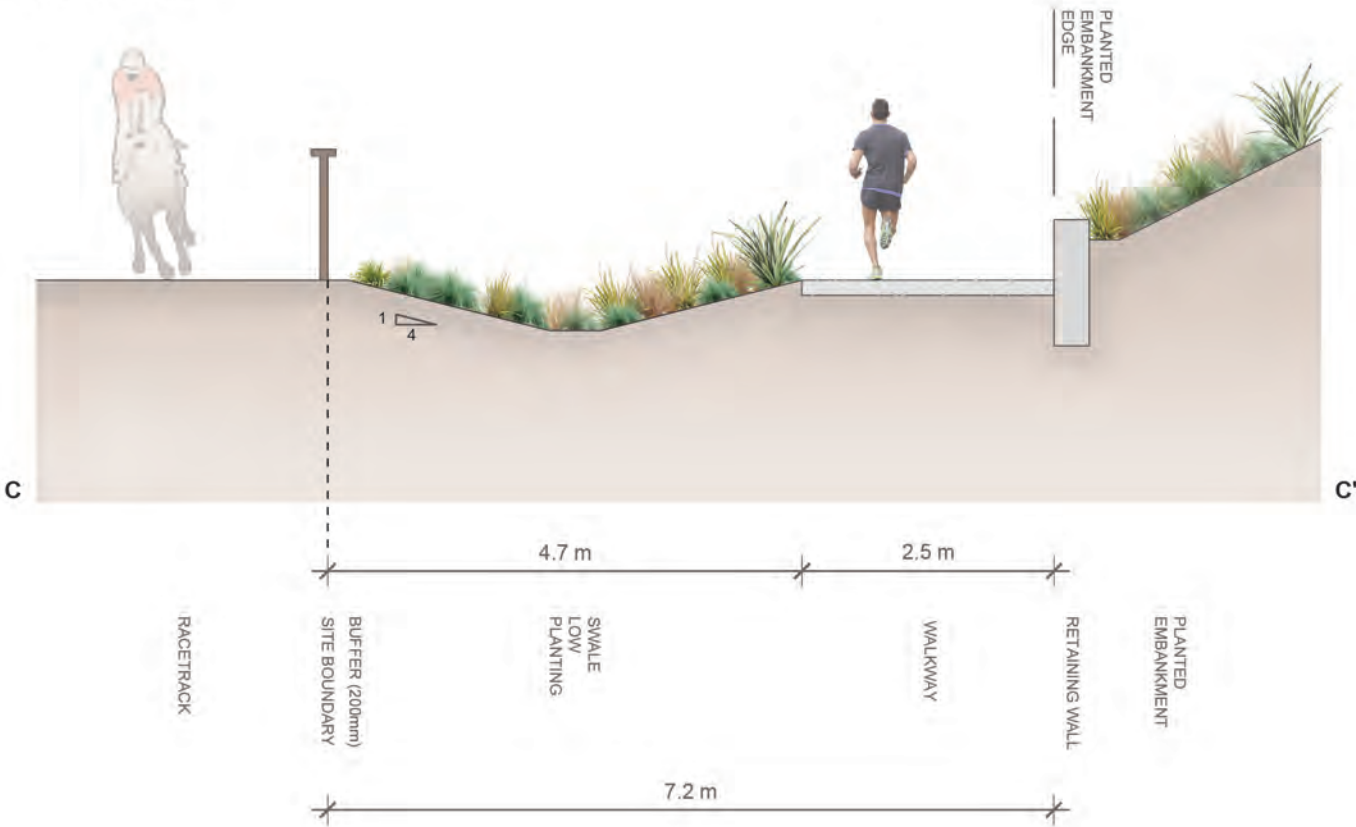 PLANTED
EMBANKMENT
EDGE
1
4
C
C'
4.7 m
2.5 m
RACETRACK
BUFFER (200mm)
SITE BOUNDARY
SWALE
LOW
PLANTING
WALKWAY
RETAINING WALL
PLANTED
EMBANKMENT
7.2 m